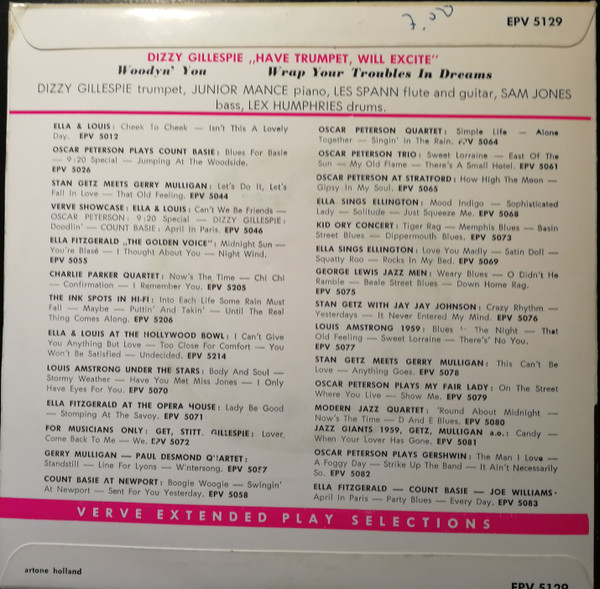 7.00
EPV 5129
DIZZY GILLESPIE „HAVE TRUMPET, WILL EXCITE"
Woodyn' You Wrap Your Troubles In Dreams
DIZZY GILLESPIE trumpet, JUNIOR MANCE piano, LES SPANN flute and guitar, SAM JONES
bass, LEX HUMPHRIES drums.
ELLA & LOUIS: Cheek To Cheek — Isn't This A Lovely
Day. EPV 5012
OSCAR PETERSON PLAYS COUNT BASIE: Blues For Basie
— 9:20 Special — Jumping At The Woodside.
EPV 5026
STAN GETZ MEETS GERRY MULLIGAN: Let's Do It, Let's
Fall In Love — That Old Feeling. EPV 5044
VERVE SHOWCASE: ELLA & LOUIS: Can't We Be Friends —
OSCAR PETERSON: 9:20 Special — DIZZY GILLESPIE:
Doodlin' — COUNT BASIE: April In Paris. EPV 5046
ELLA FITZGERALD „THE GOLDEN VOICE": Midnight Sun —
You're Blasé — I Thought About You — Night Wind.
EPV 5055
CHARLIE PARKER QUARTET: Now's The Time — Chi Chi
— Confirmation — I Remember You. EPV 5205
THE INK SPOTS IN HI-FI: Into Each Life Some Rain Must
Fall — Maybe — Puttin' And Takin' — Until The Real
Thing Comes Along. EPV 5206
ELLA & LOUIS AT THE HOLLYWOOD BOWL: I Can't Give
You Anything But Love — Too Close For Comfort — You
Won't Be Satisfied — Undecided. EPV 5214
LOUIS AMSTRONG UNDER THE STARS: Body And Soul —
Stormy Weather — Have You Met Miss Jones — I Only
Have Eyes For You. EPV 5070
ELLA FITZGERALD AT THE OPERA HOUSE: Lady Be Good
— Stomping At The Savoy. EPV 5071
FOR MUSICIANS ONLY: GET, STITT, GILLESPIE: Lover,
Come Back To Me — We. EPV 5072
GERRY MULLIGAN — PAUL DESMOND QUARTET:
Standstill — Line For Lyons — Wintersong. EPV 5057
COUNT BASIE AT NEWPORT: Boogie Woogie — Swingin'
At Newport — Sent For You Yesterday. EPV 5058
OSCAR PETERSON QUARTET: Simple Life — Alone
Together — Singin' In The Rain. EPV 5064
OSCAR PETERSON TRIO: Sweet Lorraine — East Of The
Sun — My Old Flame — There's A Small Hotel. EPV 5061
OSCAR PETERSON AT STRATFORD: How High The Moon —
Gipsy In My Soul. EPV 5065
ELLA SINGS ELLINGTON: Mood Indigo — Sophisticated
Lady — Solitude — Just Squeeze Me. EPV 5068
KID ORY CONCERT: Tiger Rag — Memphis Blues — Basin
Street Blues — Dippermouth Blues. EPV 5073
ELLA SINGS ELLINGTON: Love You Madly — Satin Doll —
Squatty Roo — Rocks In My Bed. EPV 5069
GEORGE LEWIS JAZZ MEN: Weary Blues — O Didn't He
Ramble — Beale Street Blues — Down Home Rag.
EPV 5075
STAN GETZ WITH JAY JAY JOHNSON: Crazy Rhythm —
Yesterdays — It Never Entered My Mind. EPV 5076
LOUIS AMSTRONG 1959: Blues In The Night — That
Old Feeling — Sweet Lorraine — There's' No You.
EPV 5077
STAN GETZ MEETS GERRY MULLIGAN: This Can't Be
Love — Anything Goes. EPV 5078
OSCAR PETERSON PLAYS MY FAIR LADY: On The Street
Where You Live — Show Me. EPV 5079
MODERN JAZZ QUARTET: 'Round About Midnight —
Now's The Time — D And E Blues. EPV 5080
JAZZ GIANTS 1959, GETZ, MULLIGAN a.o.: Candy —
When Your Lover Has Gone. EPV 5081
OSCAR PETERSON PLAYS GERSHWIN: The Man I Love —
A Foggy Day — Strike Up The Band — It Ain't Necessarily
So. EPV 5082
ELLA FITZGERALD — COUNT BASIE — JOE WILLIAMS·
April In Paris — Party Blues — Every Day. EPV 5083
VERVE EXTENDED PLAY SELECTIONS
artone holland
EPV 5129